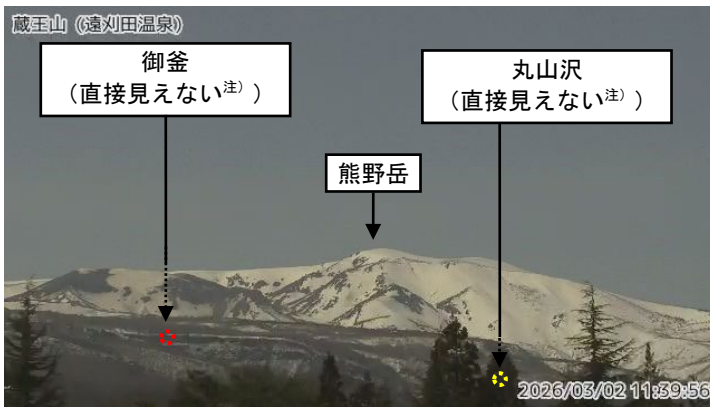 蔵王山（遠刈田温泉）
御釜
（直接見えない注））
丸山沢
（直接見えない注））
熊野岳
2026/03/02 11:39:56